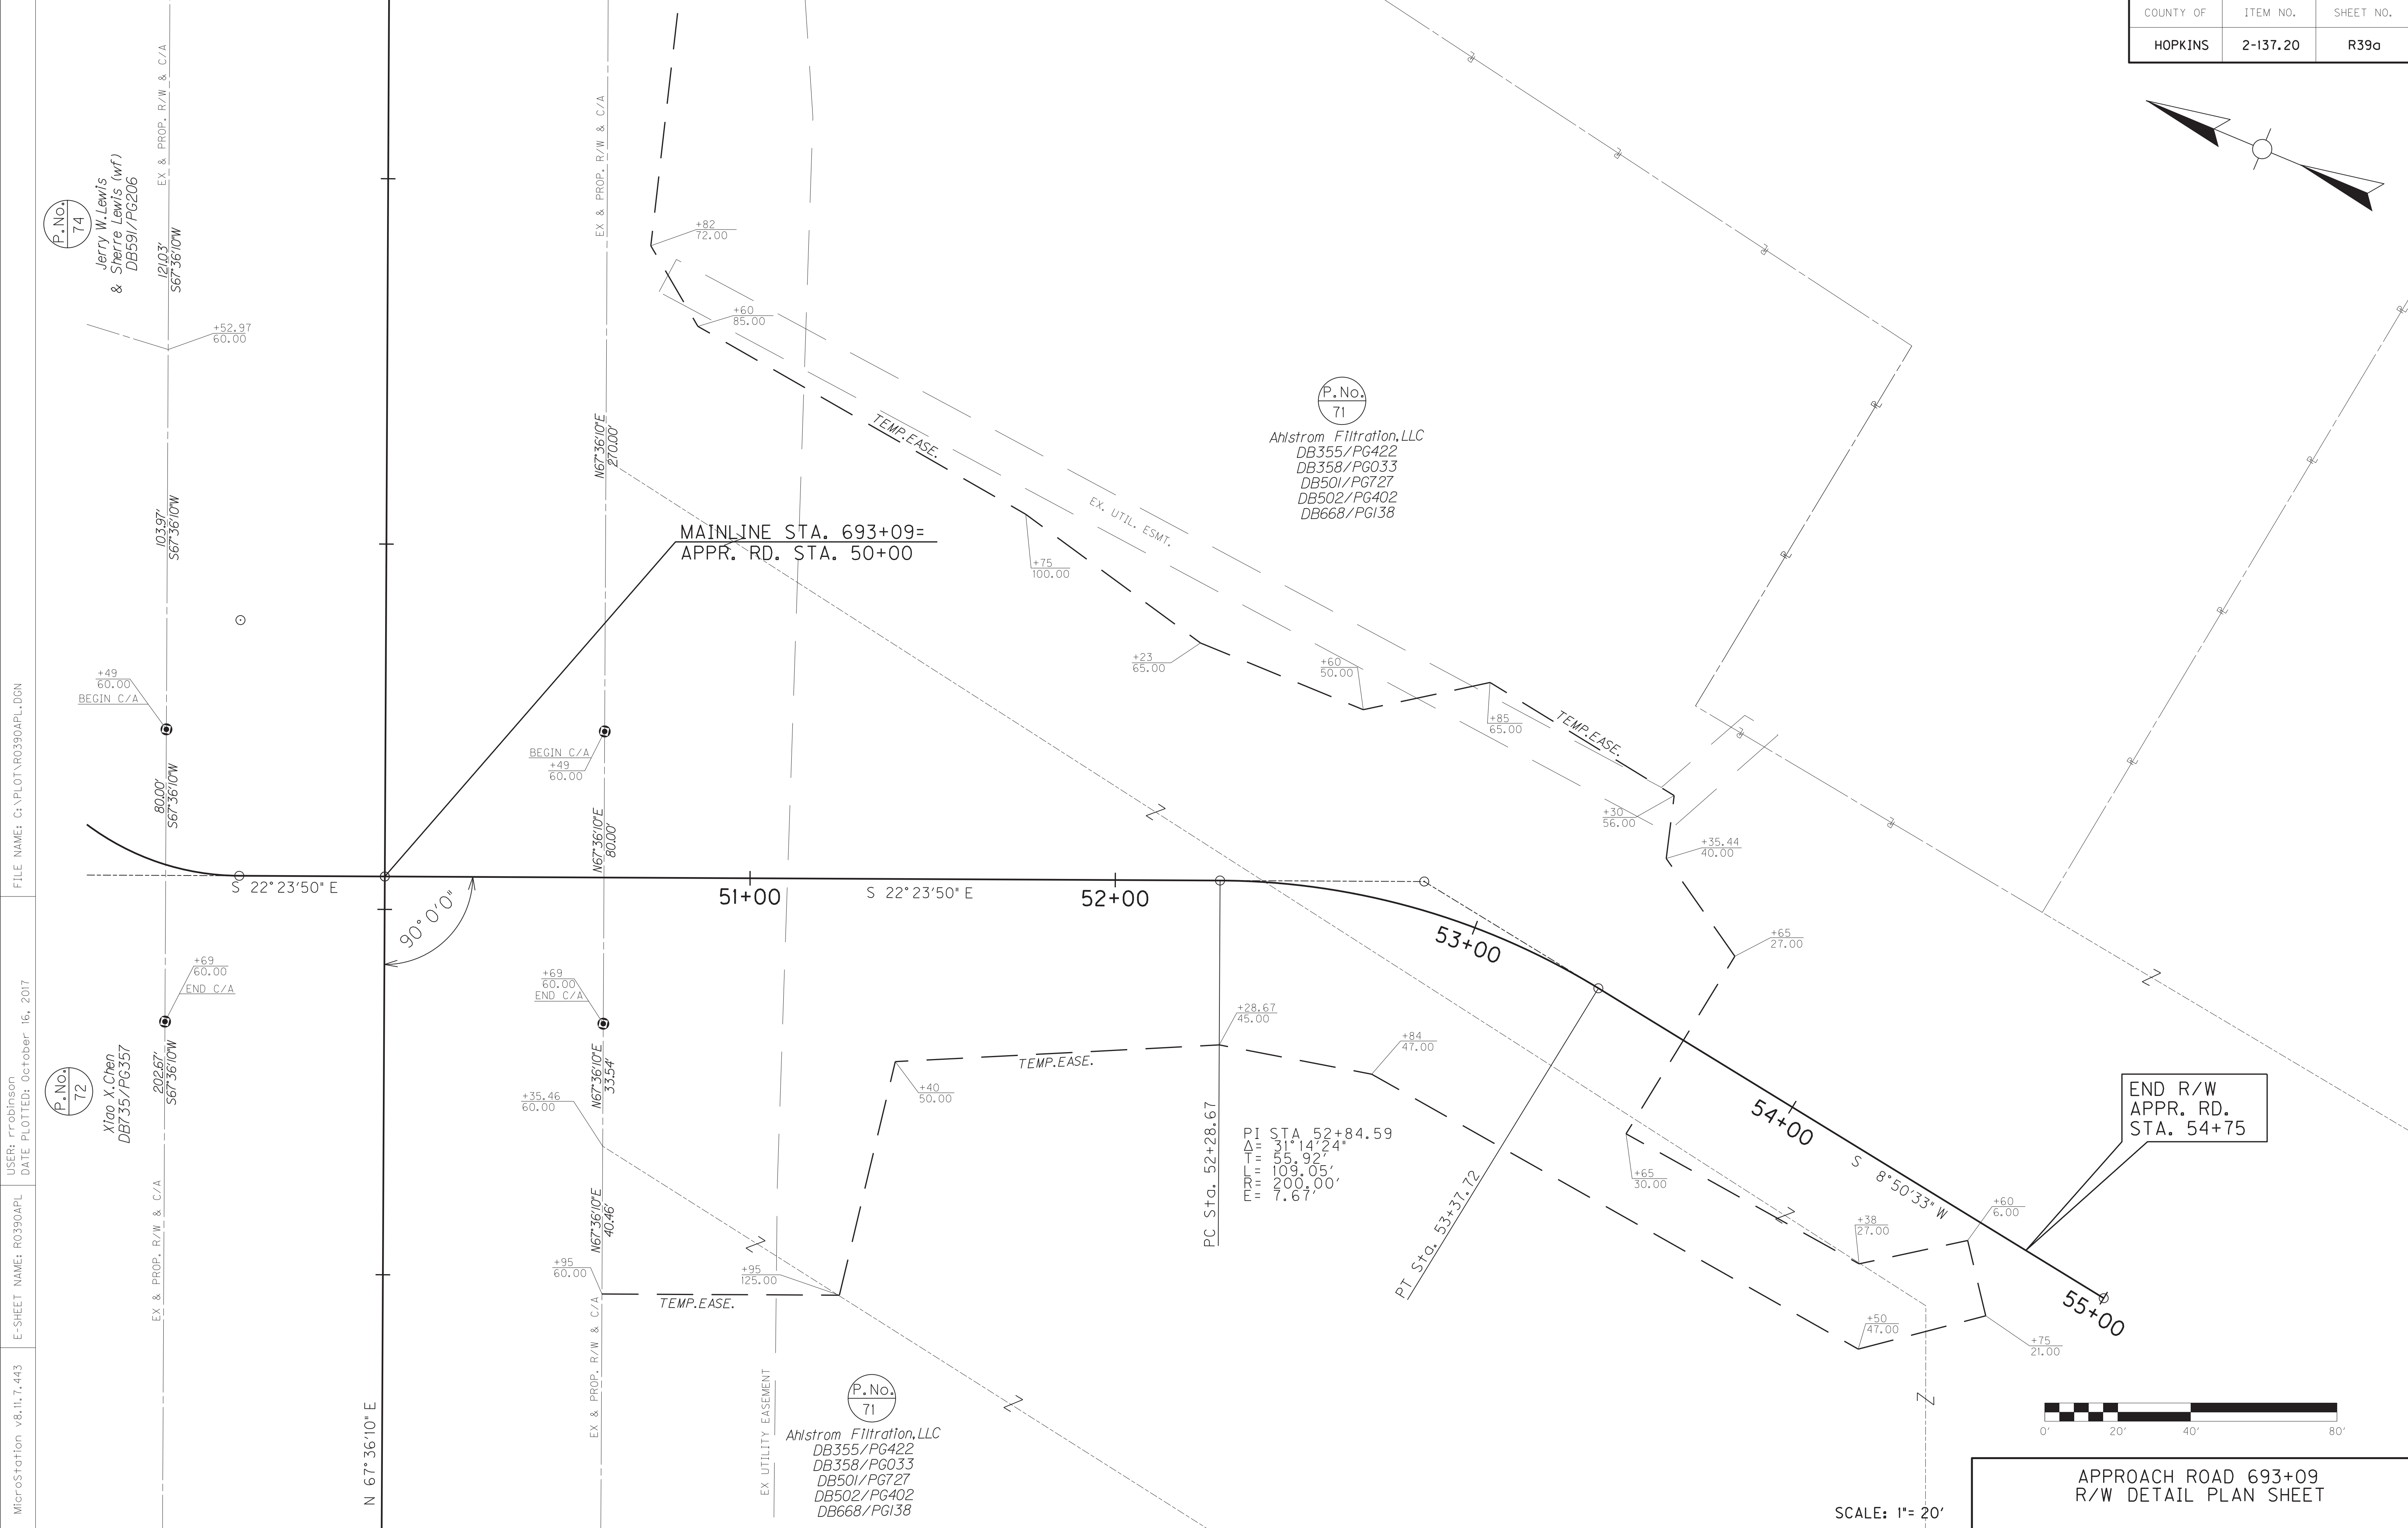 COUNTY OF
ITEM NO.
SHEET NO.
HOPKINS
2-137.20
R39a
P.No.
74
Jerry W.Lewis
& Sherre Lewis (wf)
DB591/PG206
EX & PROP. R/W & C/A
121.03'
S67°36'10"W
+52.97
60.00
103.97'
S67°36'10"W
+49
60.00
BEGIN C/A
80.00'
S67°36'10"W
S 22°23'50" E
+69
60.00
END C/A
P.No.
72
Xiao X.Chen
DB735/PG357
202.67'
S67°36'10"W
EX & PROP. R/W & C/A
N 67°36'10" E
90°0'0"
EX & PROP. R/W & C/A
N67°36'10"E
270.00'
MAINLINE STA. 693+09=
APPR. RD. STA. 50+00
BEGIN C/A
+49
60.00
N67°36'10"E
80.00'
+69
60.00
END C/A
N67°36'10"E
33.54'
+35.46
60.00
N67°36'10"E
40.46'
+95
60.00
EX & PROP. R/W & C/A
TEMP.EASE.
+95
125.00
EX UTILITY EASEMENT
+40
50.00
TEMP.EASE.
+28.67
45.00
+84
47.00
+82
72.00
+60
85.00
TEMP.EASE.
+75
100.00
EX. UTIL. ESMT.
+23
65.00
+60
50.00
+85
65.00
TEMP.EASE.
+30
56.00
+35.44
40.00
+65
27.00
P.No.
71
Ahlstrom Filtration,LLC
DB355/PG422
DB358/PG033
DB501/PG727
DB502/PG402
DB668/PG138
51+00
S 22°23'50" E
52+00
53+00
54+00
55+00
PC Sta. 52+28.67
PI STA 52+84.59
Δ= 31°14'24"
T= 55.92'
L= 109.05'
R= 200.00'
E= 7.67'
PT Sta. 53+37.72
S 8°50'33" W
+65
30.00
+38
27.00
+60
6.00
+50
47.00
+75
21.00
END R/W
APPR. RD.
STA. 54+75
P.No.
71
Ahlstrom Filtration,LLC
DB355/PG422
DB358/PG033
DB501/PG727
DB502/PG402
DB668/PG138
0'
20'
40'
80'
SCALE: 1"= 20'
APPROACH ROAD 693+09
R/W DETAIL PLAN SHEET
FILE NAME: C:\PLOT\R0390APL.DGN
USER: rrobinson
DATE PLOTTED: October 16, 2017
E-SHEET NAME: R0390APL
MicroStation v8.11.7.443